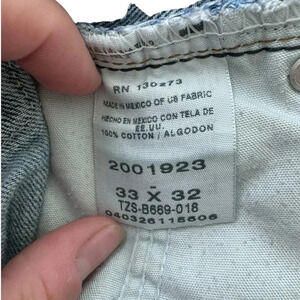 RN 130273
MADE IN MEXICO OF US FABRIC
HECHO EN MEXICO CON TELA DE
EE.UU.
100% COTTON / ALGODON
2001923
-
33 X 32
TZS-B669-018
040326115606